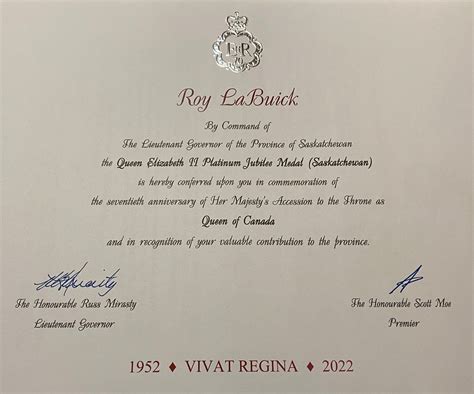 EIIR
70
Roy LaBuick
By Command of
The Lieutenant Governor of the Province of Saskatchewan
the Queen Elizabeth II Platinum Jubilee Medal (Saskatchewan)
is hereby conferred upon you in commemoration of
the seventieth anniversary of Her Majesty's Accession to the Throne as
Queen of Canada
and in recognition of your valuable contribution to the province.
The Honourable Russ Mirasty
Lieutenant Governor
The Honourable Scott Moe
Premier
1952 ♦ VIVAT REGINA ♦ 2022